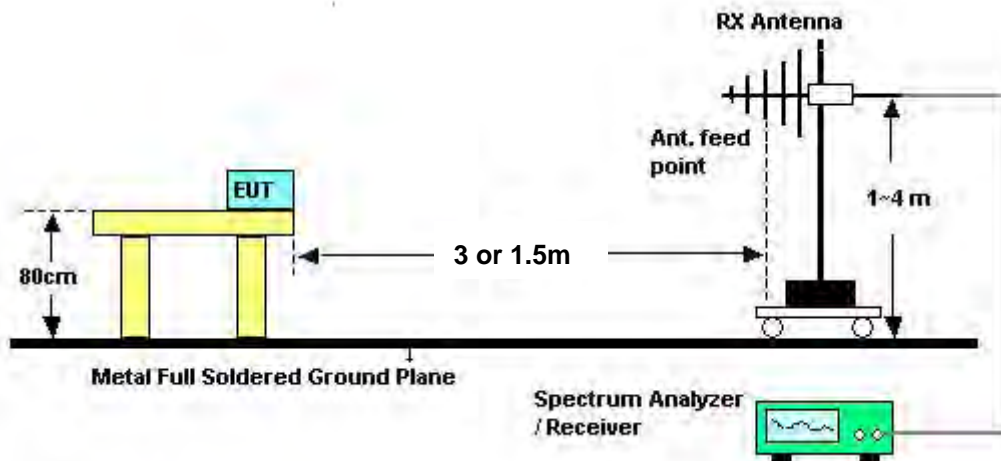 RX Antenna
Ant. feed
point
EUT
1~4 m
3 or 1.5m
80cm
Metal Full Soldered Ground Plane
Spectrum Analyzer
/ Receiver